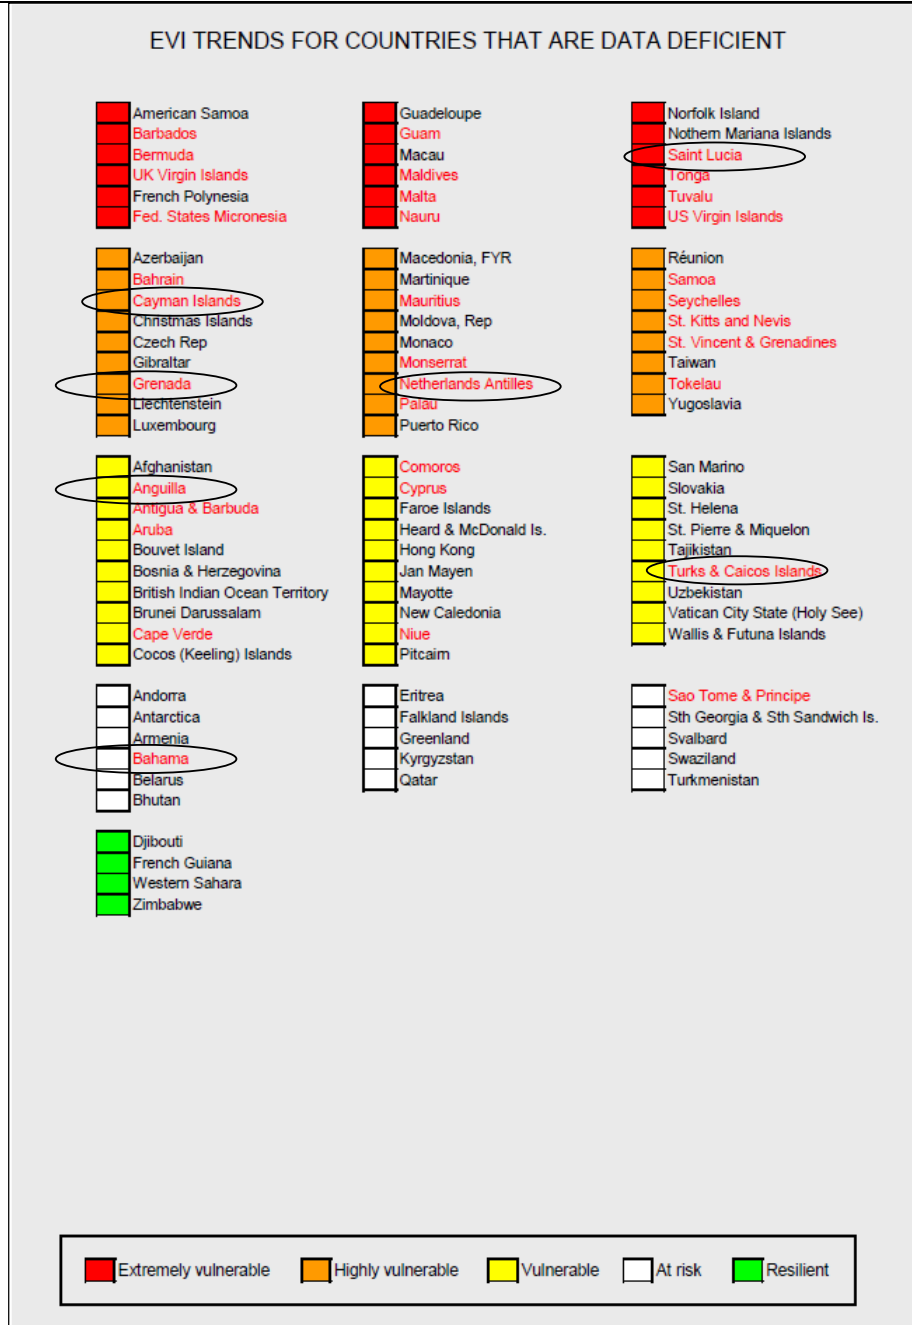 EVI TRENDS FOR COUNTRIES THAT ARE DATA DEFICIENT
American Samoa
Barbados
Bermuda
UK Virgin Islands
French Polynesia
Fed. States Micronesia
Guadeloupe
Guam
Macau
Maldives
Malta
Nauru
Norfolk Island
Nothern Mariana Islands
Saint Lucia
Tonga
Tuvalu
US Virgin Islands
Azerbaijan
Bahrain
Cayman Islands
Christmas Islands
Czech Rep
Gibraltar
Grenada
Liechtenstein
Luxembourg
Macedonia, FYR
Martinique
Mauritius
Moldova, Rep
Monaco
Monserrat
Netherlands Antilles
Palau
Puerto Rico
Réunion
Samoa
Seychelles
St. Kitts and Nevis
St. Vincent & Grenadines
Taiwan
Tokelau
Yugoslavia
Afghanistan
Anguilla
Antigua & Barbuda
Aruba
Bouvet Island
Bosnia & Herzegovina
British Indian Ocean Territory
Brunei Darussalam
Cape Verde
Cocos (Keeling) Islands
Comoros
Cyprus
Faroe Islands
Heard & McDonald Is.
Hong Kong
Jan Mayen
Mayotte
New Caledonia
Niue
Pitcairn
San Marino
Slovakia
St. Helena
St. Pierre & Miquelon
Tajikistan
Turks & Caicos Islands
Uzbekistan
Vatican City State (Holy See)
Wallis & Futuna Islands
Andorra
Antarctica
Armenia
Bahama
Belarus
Bhutan
Eritrea
Falkland Islands
Greenland
Kyrgyzstan
Qatar
Sao Tome & Principe
Sth Georgia & Sth Sandwich Is.
Svalbard
Swaziland
Turkmenistan
Djibouti
French Guiana
Western Sahara
Zimbabwe
Extremely vulnerable Highly vulnerable Vulnerable At risk Resilient